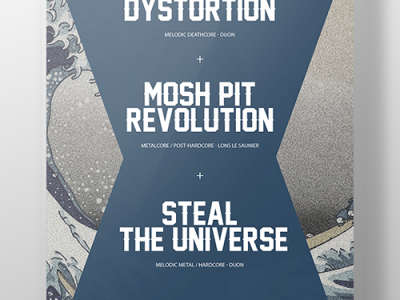 DYSTORTION
MELODIC DEATHCORE - DIJON
+
MOSH PIT
REVOLUTION
METALCORE / POST-HARDCORE - LONS LE SAUNIER
+
STEAL
THE UNIVERSE
MELODIC METAL / HARDCORE - DIJON